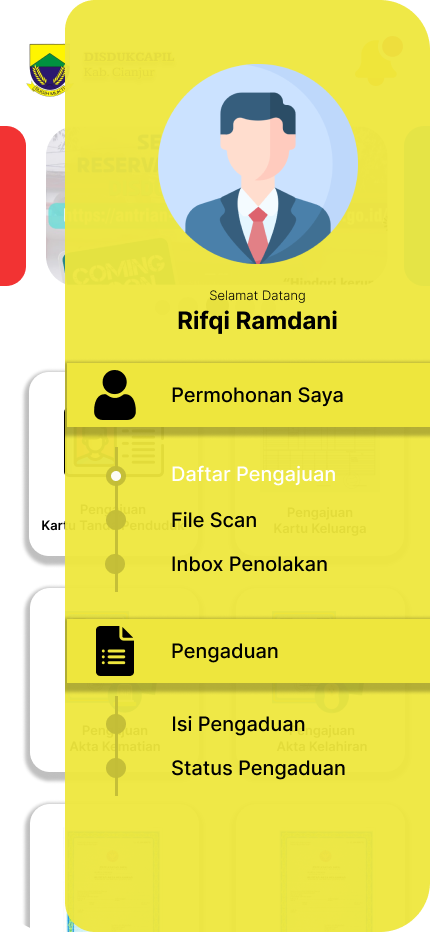 DISDUKCAPIL
Kab. Cianjur
COMING
Selamat Datang
Rifqi Ramdani
Permohonan Saya
Daftar Pengajuan
Pengajuan
Kartu Tanda Penduduk
Pengajuan
Kartu Keluarga
File Scan
Inbox Penolakan
Pengaduan
Isi Pengaduan
Pengajuan
Akta Kematian
Pengajuan
Akta Kelahiran
Status Pengaduan